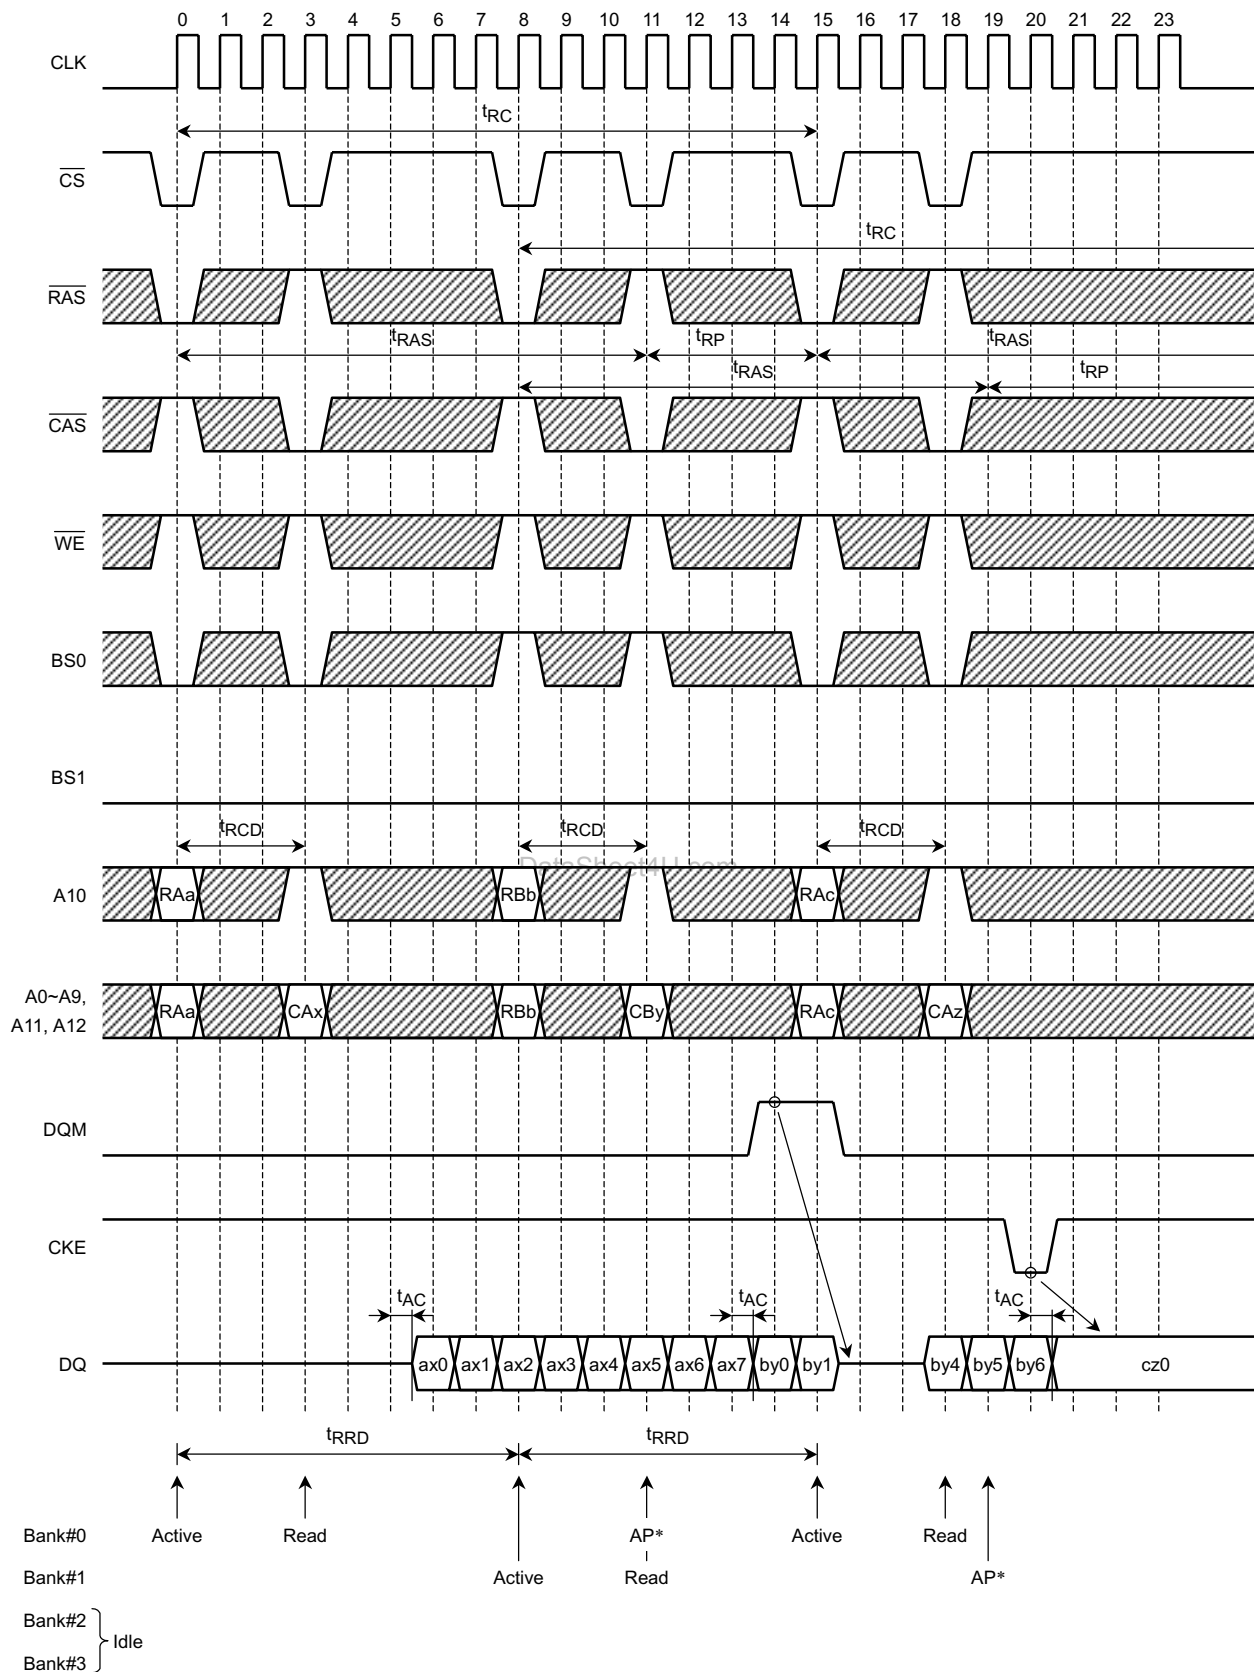 0 1 2 3 4 5 6 7 8 9 10 11 12 13 14 15 16 17 18 19 20 21 22 23
CLK
tRC
CS
tRC
RAS
tRAS tRP tRAS
tRAS tRP
CAS
WE
BS0
BS1
tRCD tRCD tRCD
DataSheet4U.com
A10 RAa RBb RAc
A0~A9,
A11, A12
RAa CAx RBb CBy RAc CAz
DQM
CKE
tAC tAC tAC
DQ ax0 ax1 ax2 ax3 ax4 ax5 ax6 ax7 by0 by1 by4 by5 by6 cz0
tRRD tRRD
Bank#0 Active Read AP* Active Read
Bank#1 Active Read AP*
Bank#2
Idle
Bank#3